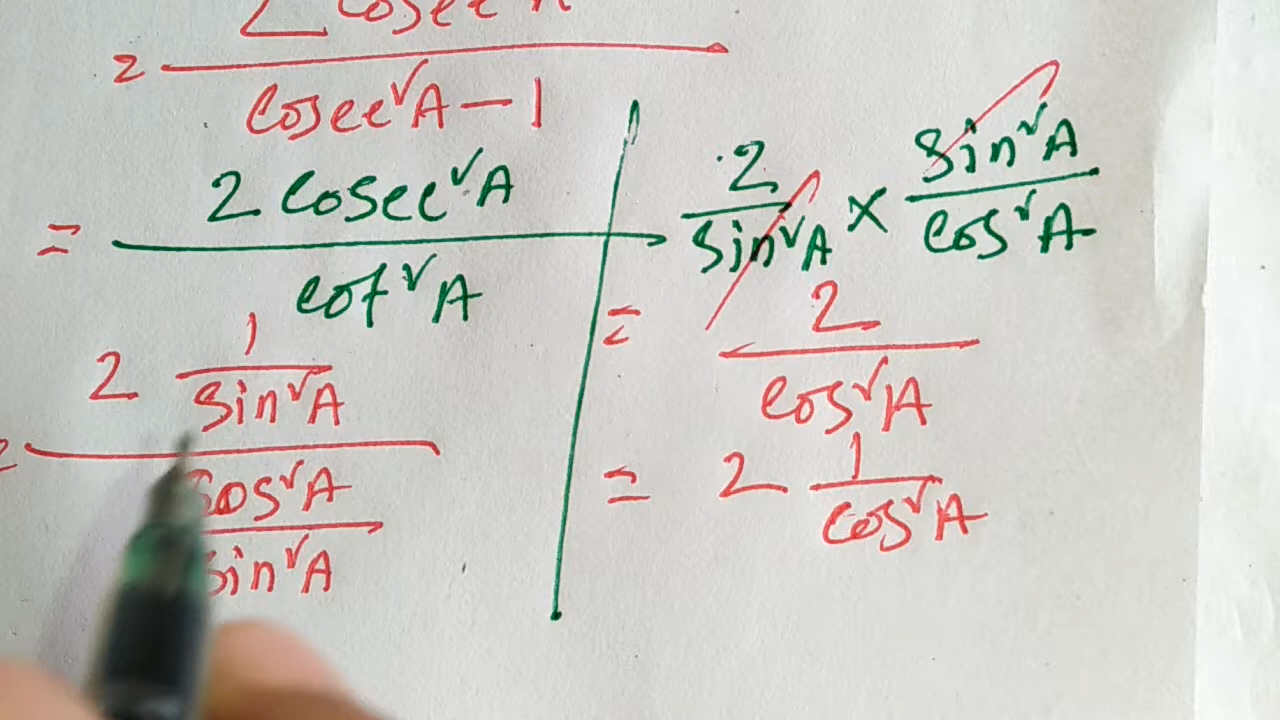 2 cosec²A
= ———
cosec²A − 1
= 2 cosec²A / cot²A
= 2 1/sin²A / cos²A/sin²A
2/sin²A × sin²A/cos²A
= 2/cos²A
= 2 1/cos²A